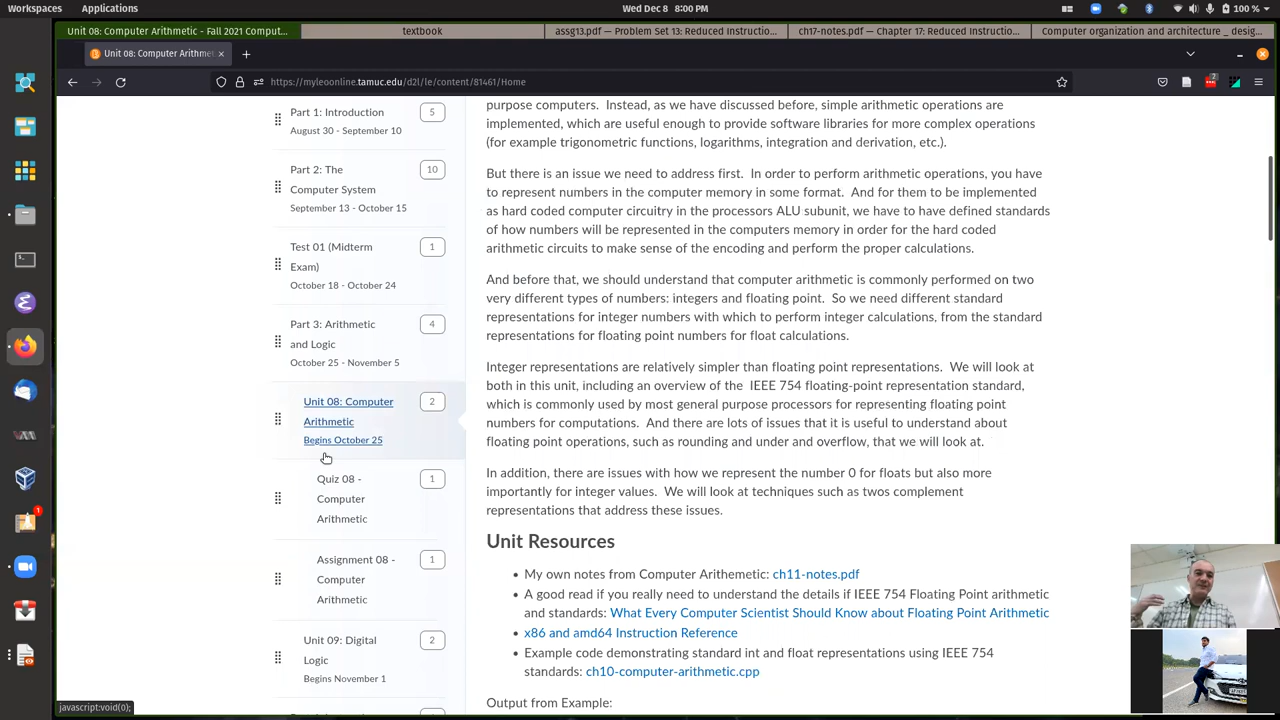 Workspaces
Applications
Wed Dec 8 8:00 PM
100 %
Unit 08: Computer Arithmetic - Fall 2021 Comput...
textbook
assg13.pdf — Problem Set 13: Reduced Instructio...
ch17-notes.pdf — Chapter 17: Reduced Instructio...
Computer organization and architecture _ desig...
Unit 08: Computer Arithme
https://myleoonline.tamuc.edu/d2l/le/content/81461/Home
Part 1: Introduction
5
August 30 - September 10
Part 2: The
Computer System
10
September 13 - October 15
Test 01 (Midterm
Exam)
1
October 18 - October 24
Part 3: Arithmetic
and Logic
4
October 25 - November 5
Unit 08: Computer
Arithmetic
2
Begins October 25
Quiz 08 -
Computer
Arithmetic
1
Assignment 08 -
Computer
Arithmetic
1
Unit 09: Digital
Logic
2
Begins November 1
purpose computers. Instead, as we have discussed before, simple arithmetic operations are
implemented, which are useful enough to provide software libraries for more complex operations
(for example trigonometric functions, logarithms, integration and derivation, etc.).
But there is an issue we need to address first. In order to perform arithmetic operations, you have
to represent numbers in the computer memory in some format. And for them to be implemented
as hard coded computer circuitry in the processors ALU subunit, we have to have defined standards
of how numbers will be represented in the computers memory in order for the hard coded
arithmetic circuits to make sense of the encoding and perform the proper calculations.
And before that, we should understand that computer arithmetic is commonly performed on two
very different types of numbers: integers and floating point. So we need different standard
representations for integer numbers with which to perform integer calculations, from the standard
representations for floating point numbers for float calculations.
Integer representations are relatively simpler than floating point representations. We will look at
both in this unit, including an overview of the IEEE 754 floating-point representation standard,
which is commonly used by most general purpose processors for representing floating point
numbers for computations. And there are lots of issues that it is useful to understand about
floating point operations, such as rounding and under and overflow, that we will look at.
In addition, there are issues with how we represent the number 0 for floats but also more
importantly for integer values. We will look at techniques such as twos complement
representations that address these issues.
Unit Resources
• My own notes from Computer Arithemetic: ch11-notes.pdf
• A good read if you really need to understand the details if IEEE 754 Floating Point arithmetic
and standards: What Every Computer Scientist Should Know about Floating Point Arithmetic
• x86 and amd64 Instruction Reference
• Example code demonstrating standard int and float representations using IEEE 754
standards: ch10-computer-arithmetic.cpp
Output from Example:
javascript:void(0);